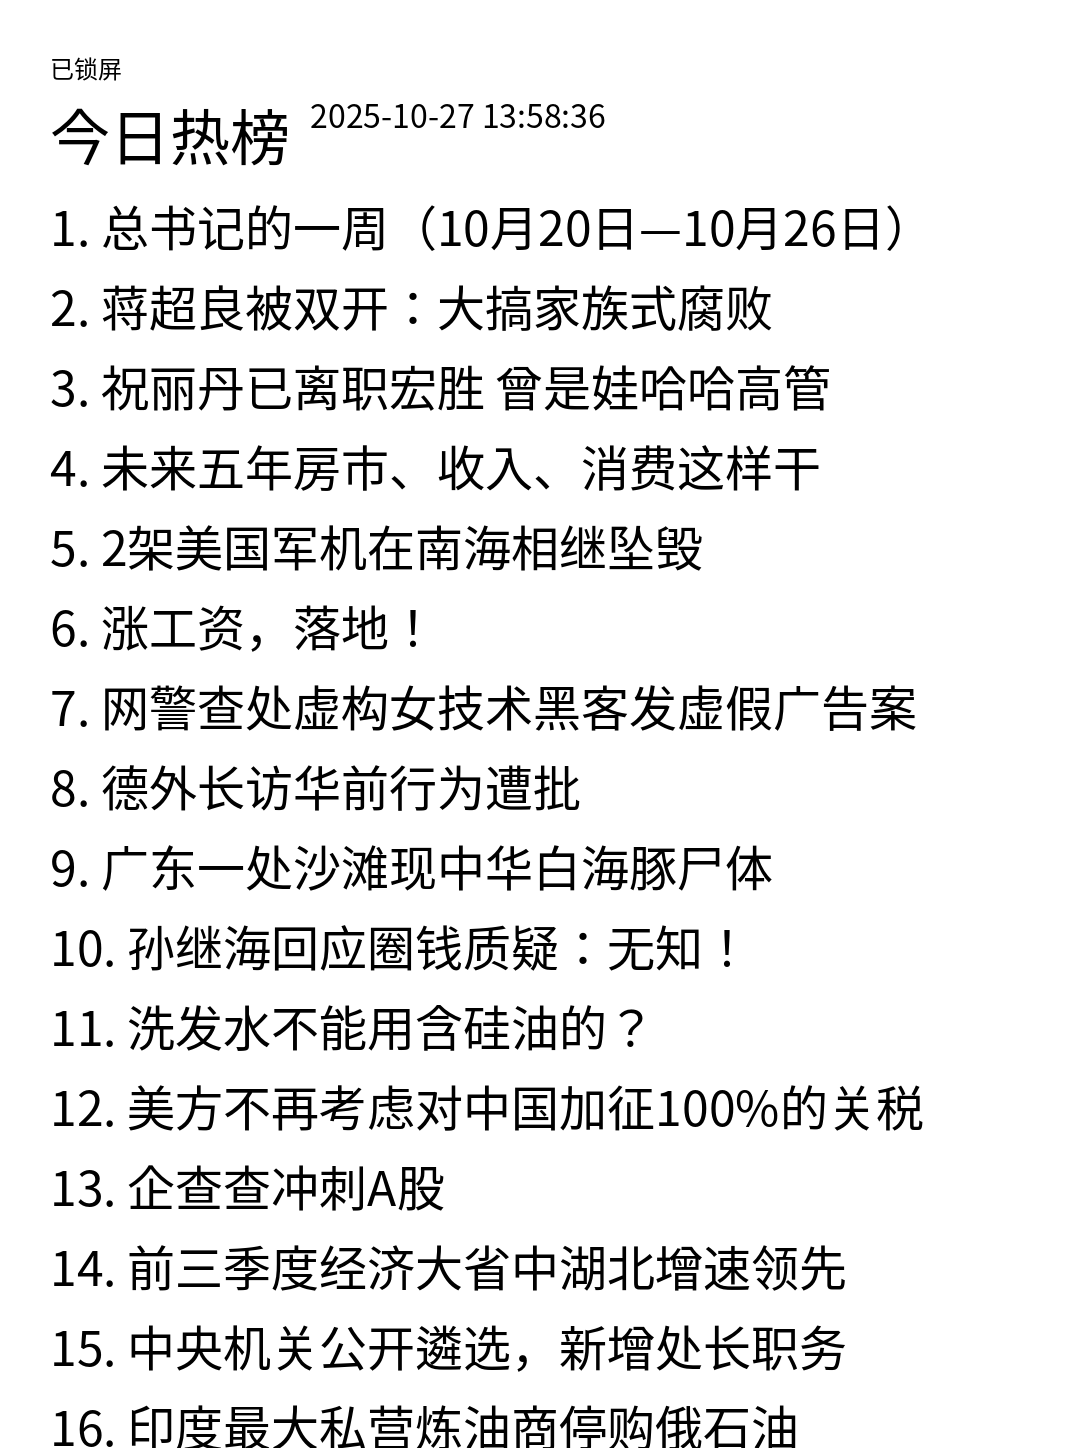 已锁屏
今日热榜 2025-10-27 13:58:36
1. 总书记的一周（10月20日—10月26日）
2. 蒋超良被双开：大搞家族式腐败
3. 祝丽丹已离职宏胜 曾是娃哈哈高管
4. 未来五年房市、收入、消费这样干
5. 2架美国军机在南海相继坠毁
6. 涨工资，落地！
7. 网警查处虚构女技术黑客发虚假广告案
8. 德外长访华前行为遭批
9. 广东一处沙滩现中华白海豚尸体
10. 孙继海回应圈钱质疑：无知！
11. 洗发水不能用含硅油的？
12. 美方不再考虑对中国加征100%的关税
13. 企查查冲刺A股
14. 前三季度经济大省中湖北增速领先
15. 中央机关公开遴选，新增处长职务
16. 印度最大私营炼油商停购俄石油